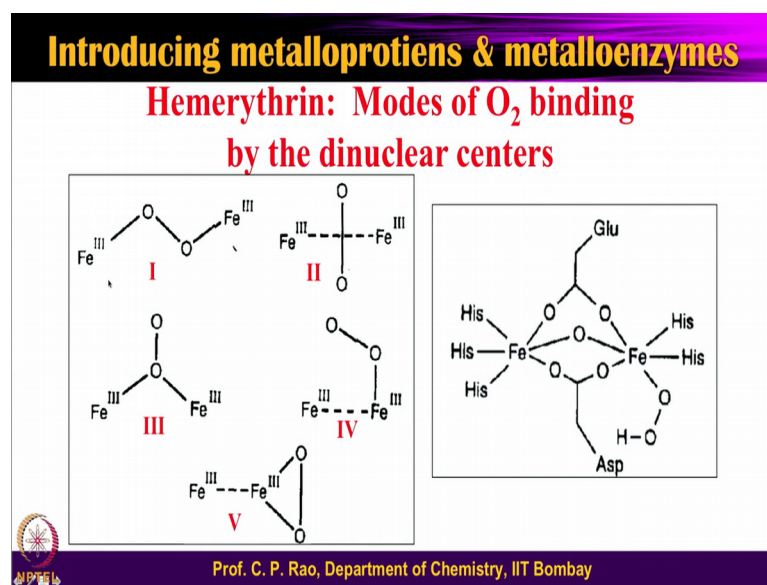 Introducing metalloprotiens & metalloenzymes
Hemerythrin: Modes of O₂ binding
by the dinuclear centers
O
Fe III
Fe III
O
I
O
Fe III
Fe III
O
II
O
O
Fe III
Fe III
III
O
O
Fe III
Fe III
IV
O
Fe III
Fe III
O
V
Glu
His
O
O
His
His
Fe
O
Fe
His
His
O
O
O
H-O
Asp
NPTEL
Prof. C. P. Rao, Department of Chemistry, IIT Bombay